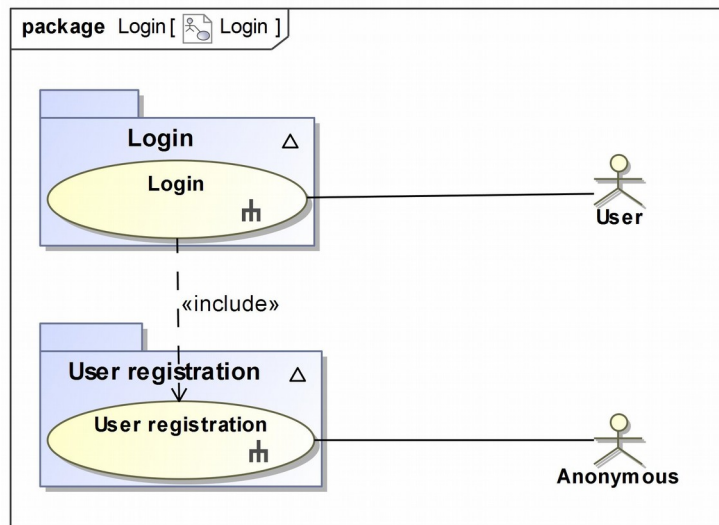 package Login [ Login ]
Login
Login
User
«include»
User registration
User registration
Anonymous